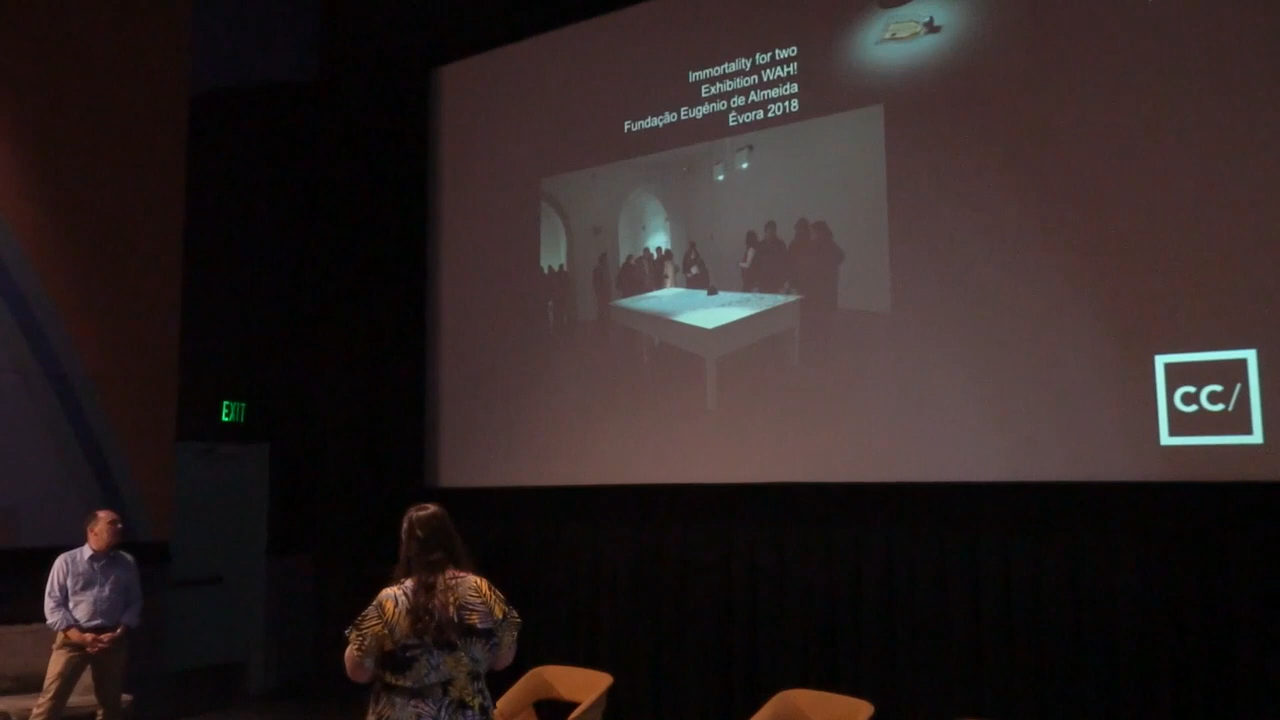 Immortality for two
Exhibition WAH!
Fundação Eugénio de Almeida
Évora 2018
CC/
EXIT